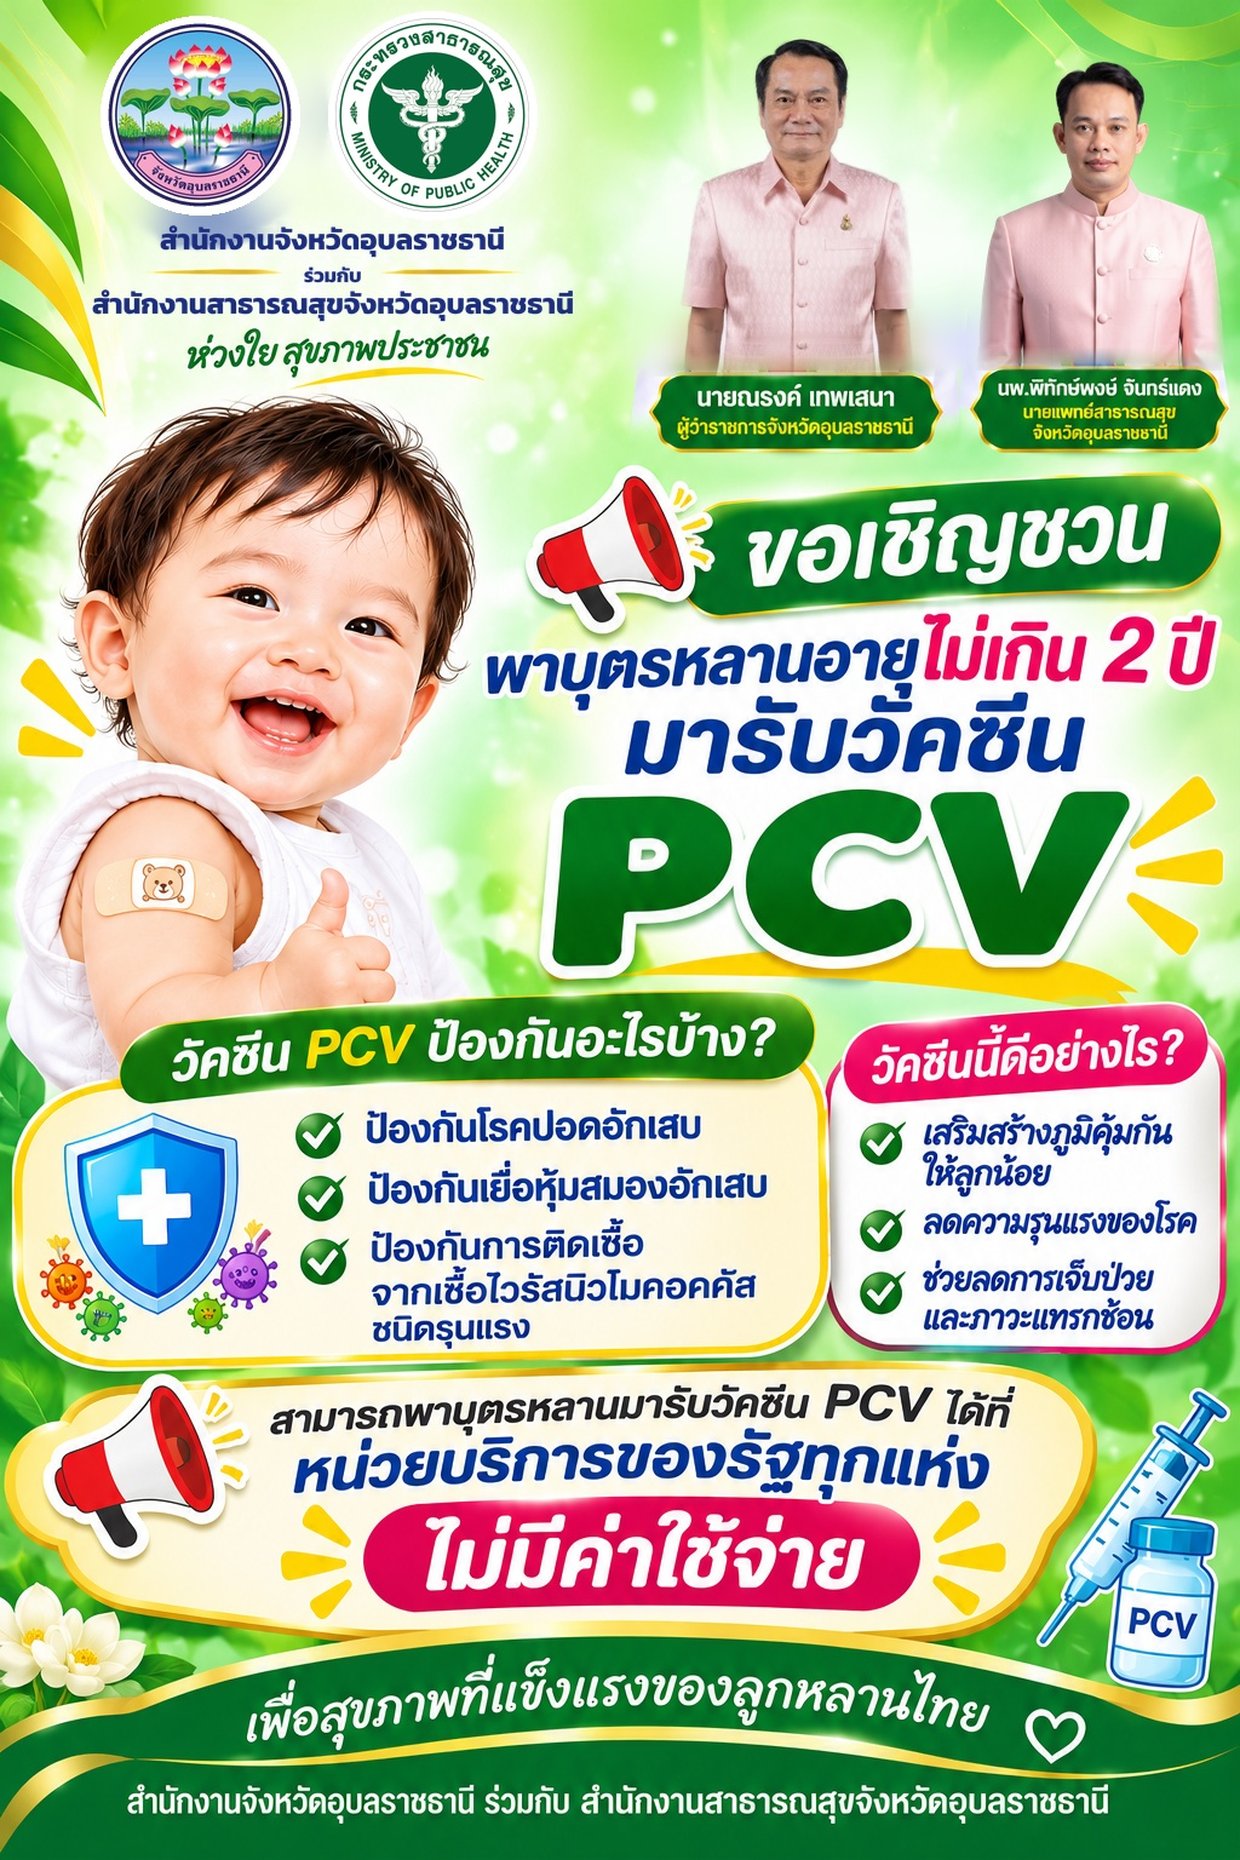 จังหวัดอุบลราชธานี
กระทรวงสาธารณสุข
MINISTRY OF PUBLIC HEALTH
สำนักงานจังหวัดอุบลราชธานี
ร่วมกับ
สำนักงานสาธารณสุขจังหวัดอุบลราชธานี
ห่วงใย สุขภาพประชาชน
นายณรงค์ เทพเสนา
ผู้ว่าราชการจังหวัดอุบลราชธานี
นพ.พิทักษ์พงษ์ จันทร์แดง
นายแพทย์สาธารณสุข
จังหวัดอุบลราชธานี
ขอเชิญชวน
พาบุตรหลานอายุไม่เกิน 2 ปี
มารับวัคซีน
PCV
วัคซีน PCV ป้องกันอะไรบ้าง?
ป้องกันโรคปอดอักเสบ
ป้องกันเยื่อหุ้มสมองอักเสบ
ป้องกันการติดเชื้อ
จากเชื้อไวรัสนิวโมคอคคัส
ชนิดรุนแรง
วัคซีนนี้ดีอย่างไร?
เสริมสร้างภูมิคุ้มกัน
ให้ลูกน้อย
ลดความรุนแรงของโรค
ช่วยลดการเจ็บป่วย
และภาวะแทรกซ้อน
สามารถพาบุตรหลานมารับวัคซีน PCV ได้ที่
หน่วยบริการของรัฐทุกแห่ง
ไม่มีค่าใช้จ่าย
PCV
เพื่อสุขภาพที่แข็งแรงของลูกหลานไทย
สำนักงานจังหวัดอุบลราชธานี ร่วมกับ สำนักงานสาธารณสุขจังหวัดอุบลราชธานี